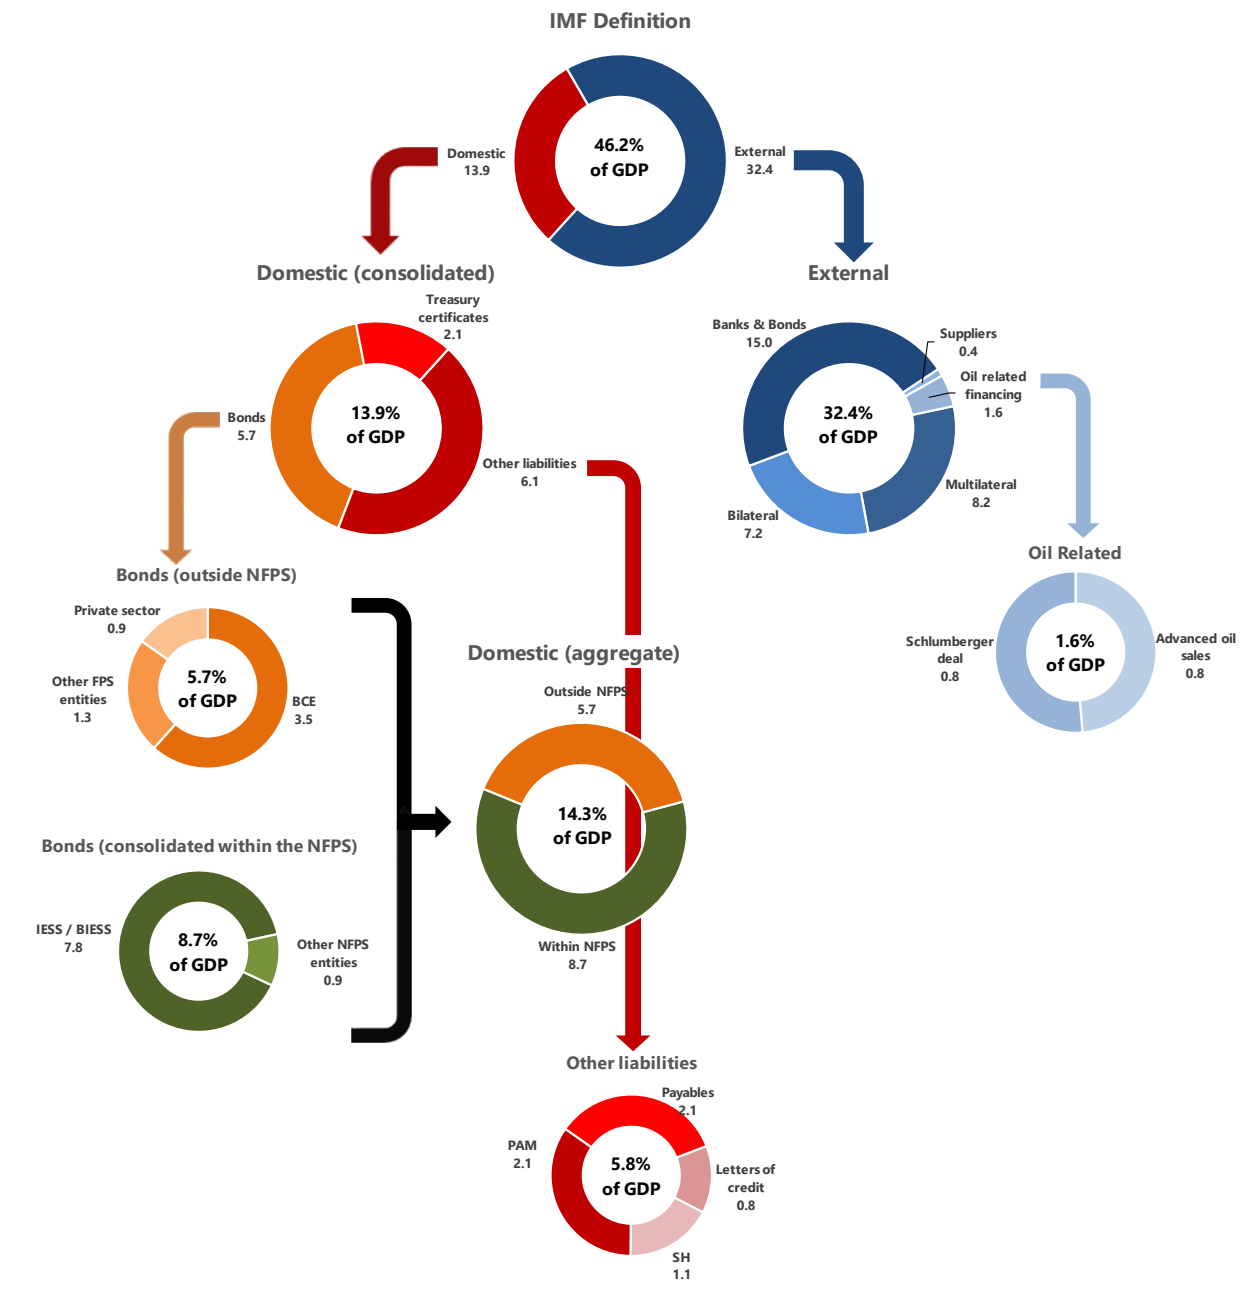 IMF Definition
46.2%
of GDP
Domestic
13.9
External
32.4
Domestic (consolidated)
Treasury
certificates
2.1
13.9%
of GDP
Bonds
5.7
Other liabilities
6.1
External
Banks & Bonds
15.0
Suppliers
0.4
Oil related
financing
1.6
32.4%
of GDP
Multilateral
8.2
Bilateral
7.2
Oil Related
Schlumberger
deal
0.8
1.6%
of GDP
Advanced oil
sales
0.8
Bonds (outside NFPS)
Private sector
0.9
Other FPS
entities
1.3
5.7%
of GDP
BCE
3.5
Domestic (aggregate)
Outside NFPS
5.7
14.3%
of GDP
Within NFPS
8.7
Bonds (consolidated within the NFPS)
IESS / BIESS
7.8
8.7%
of GDP
Other NFPS
entities
0.9
Other liabilities
Payables
2.1
PAM
2.1
5.8%
of GDP
Letters of
credit
0.8
SH
1.1